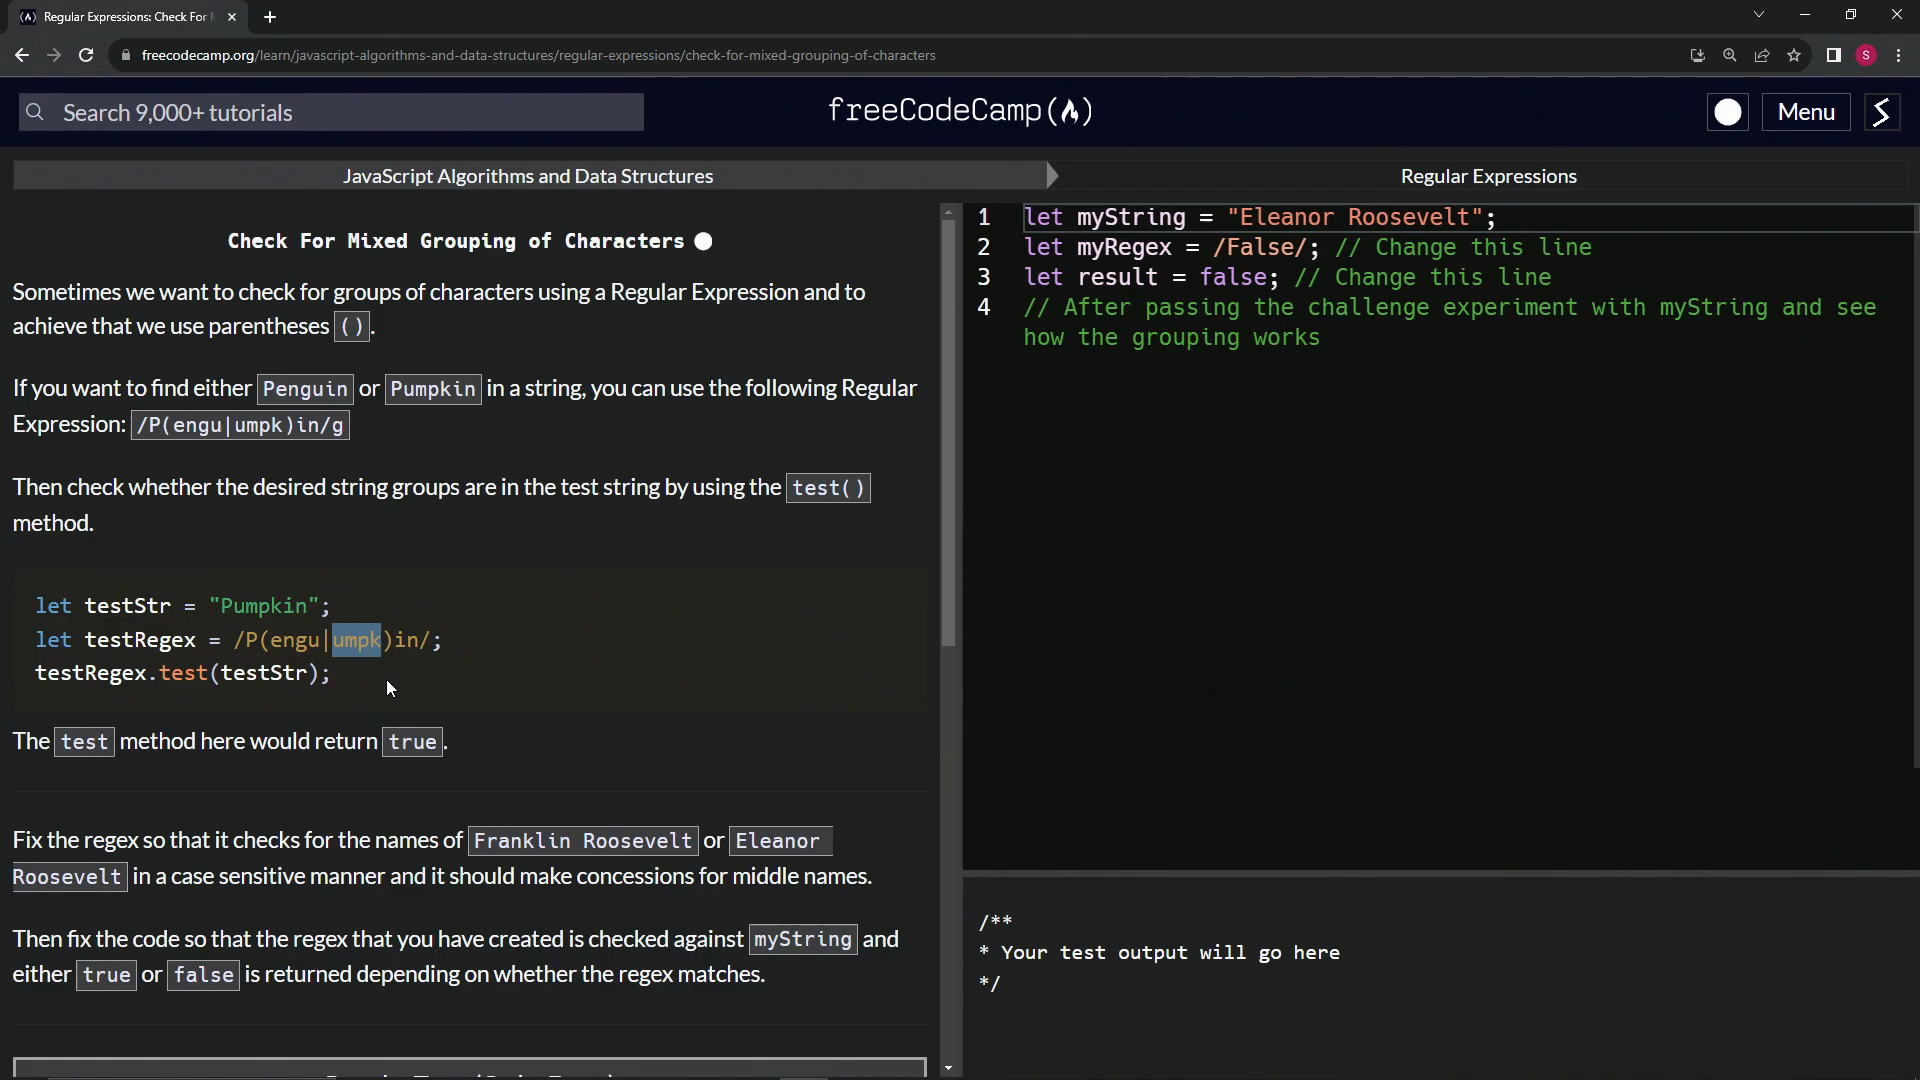 Regular Expressions: Check For
freecodecamp.org/learn/javascript-algorithms-and-data-structures/regular-expressions/check-for-mixed-grouping-of-characters
S
Search 9,000+ tutorials
freeCodeCamp
Menu
JavaScript Algorithms and Data Structures
Regular Expressions
Check For Mixed Grouping of Characters
Sometimes we want to check for groups of characters using a Regular Expression and to
achieve that we use parentheses ().
If you want to find either Penguin or Pumpkin in a string, you can use the following Regular
Expression: /P(engu|umpk)in/g
Then check whether the desired string groups are in the test string by using the test()
method.
let testStr = "Pumpkin";
let testRegex = /P(engu|umpk)in/;
testRegex.test(testStr);
The test method here would return true.
Fix the regex so that it checks for the names of Franklin Roosevelt or Eleanor
Roosevelt in a case sensitive manner and it should make concessions for middle names.
Then fix the code so that the regex that you have created is checked against myString and
either true or false is returned depending on whether the regex matches.
1 let myString = "Eleanor Roosevelt";
2 let myRegex = /False/; // Change this line
3 let result = false; // Change this line
4 // After passing the challenge experiment with myString and see
how the grouping works
/**
* Your test output will go here
*/